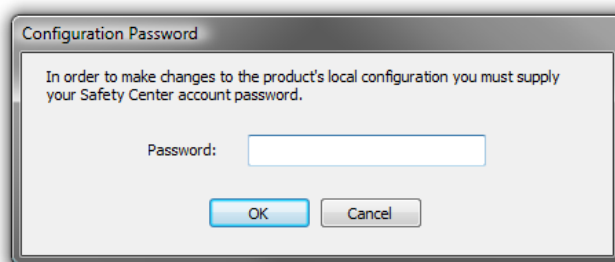 Configuration Password
In order to make changes to the product's local configuration you must supply
your Safety Center account password.
Password:
OK Cancel